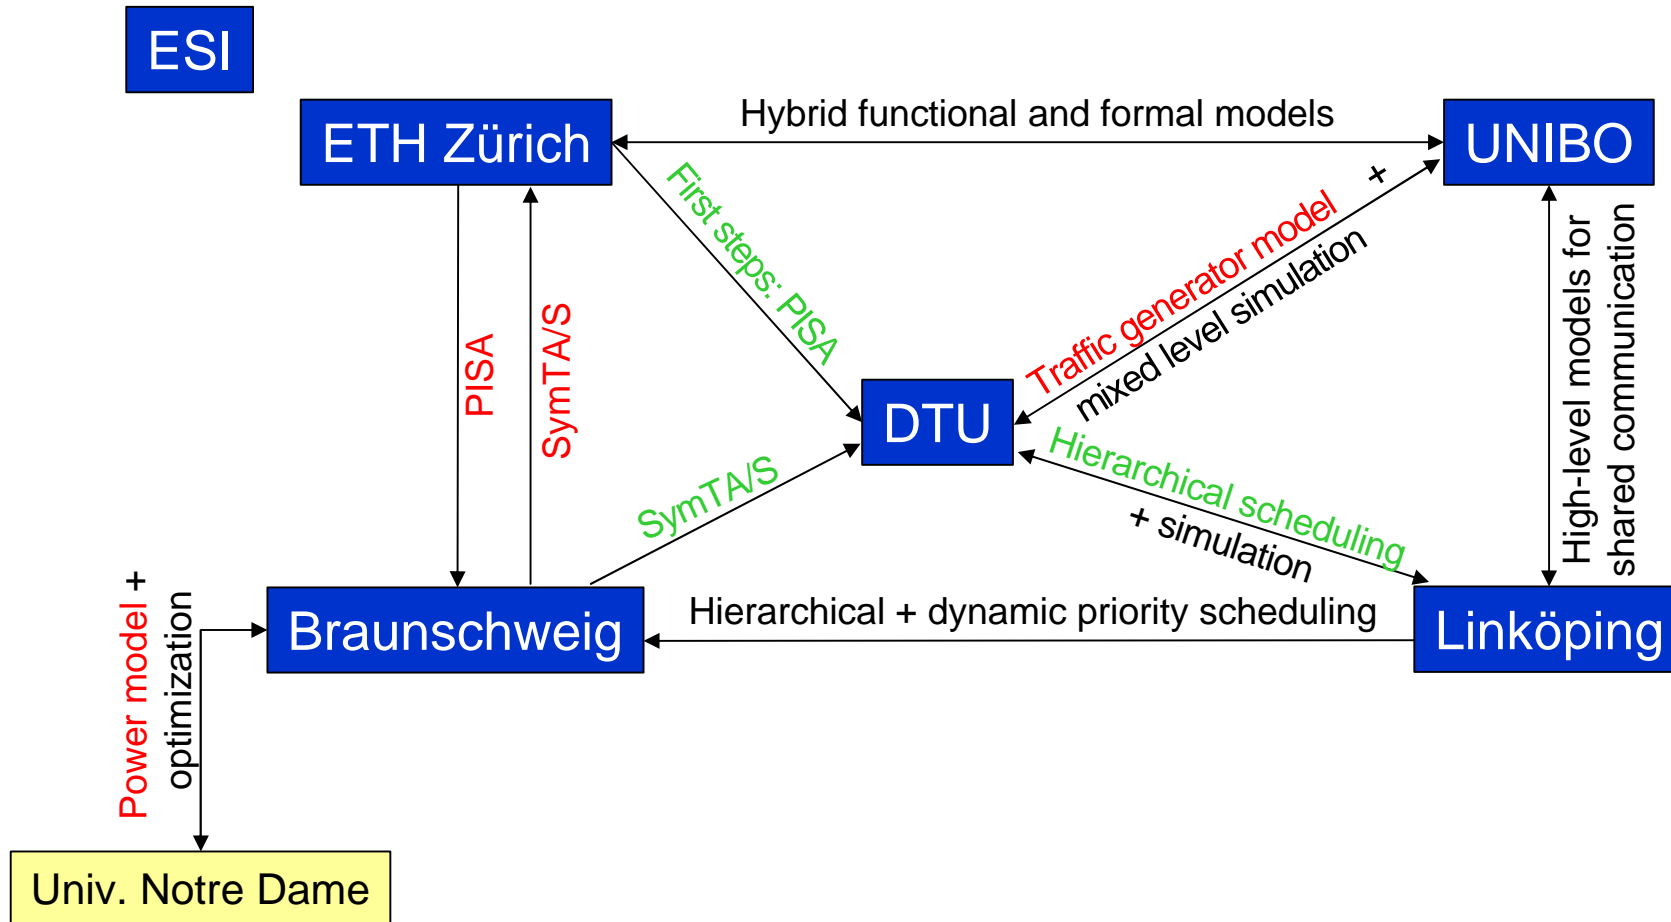 ESI
ETH Zürich
Hybrid functional and formal models
UNIBO
First steps: PISA
Traffic generator model +
mixed level simulation
High-level models for
shared communication
PISA
SymTA/S
DTU
SymTA/S
Hierarchical scheduling
+ simulation
Power model +
optimization
Braunschweig
Hierarchical + dynamic priority scheduling
Linköping
Univ. Notre Dame